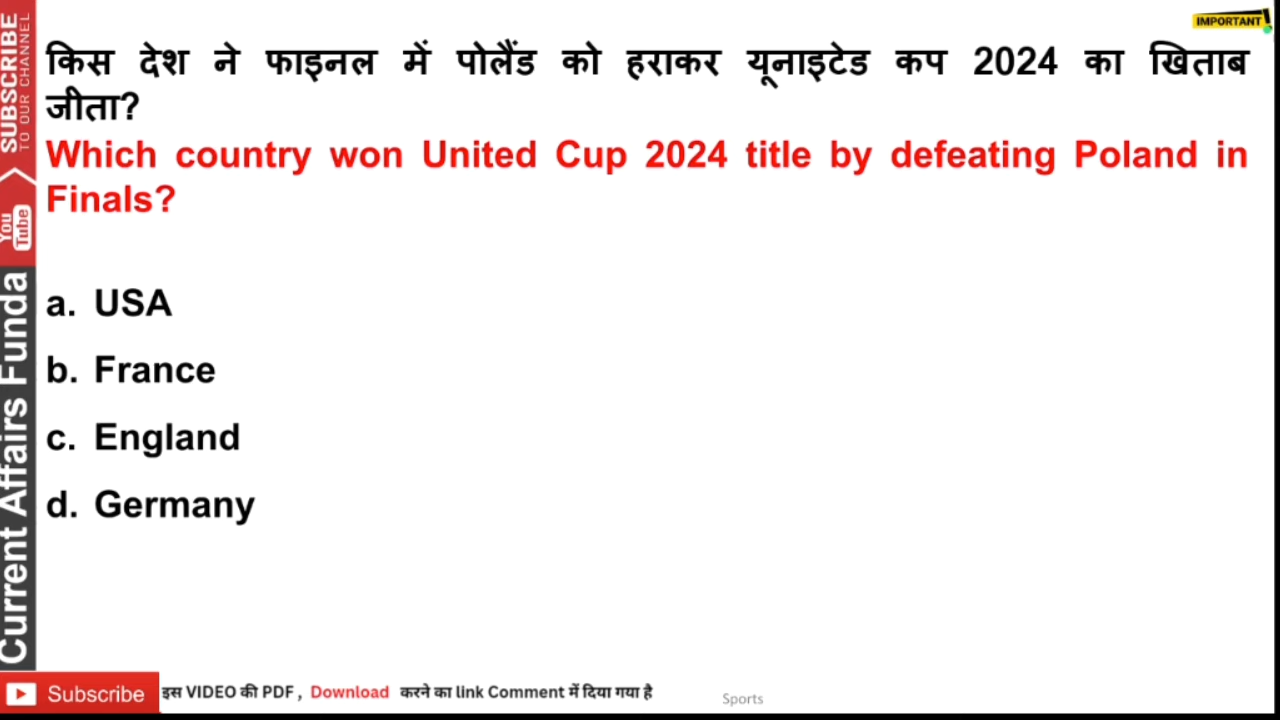 IMPORTANT!
किस देश ने फाइनल में पोलैंड को हराकर यूनाइटेड कप 2024 का खिताब
जीता?
Which country won United Cup 2024 title by defeating Poland in
Finals?
a. USA
b. France
c. England
d. Germany
SUBSCRIBE
TO OUR CHANNEL
You
Tube
Current Affairs Funda
Subscribe
इस VIDEO की PDF , Download करने का link Comment में दिया गया है
Sports